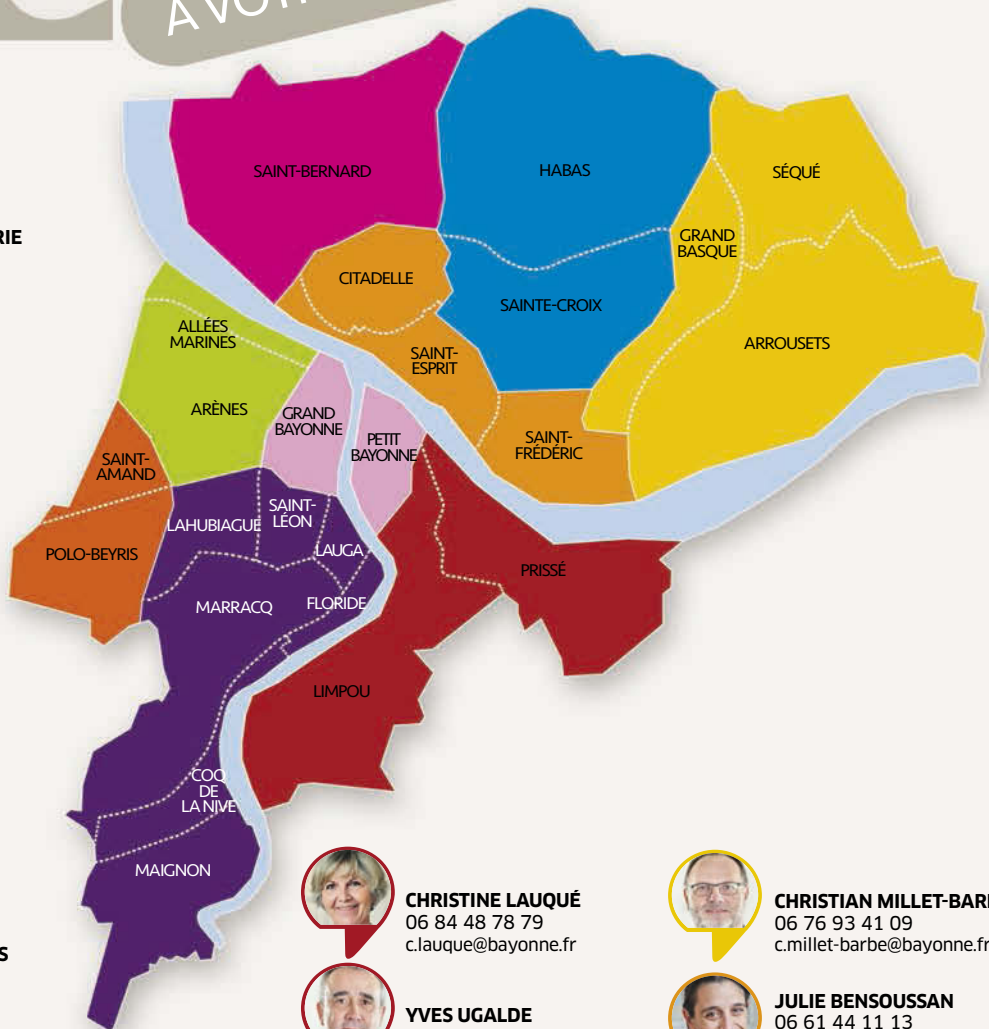 À VOT
SAINT-BERNARD
HABAS
SÉQUÉ
RIE
GRAND
BASQUE
CITADELLE
SAINTE-CROIX
ALLÉES
MARINES
ARROUSETS
SAINT-
ESPRIT
ARÈNES
GRAND
BAYONNE
PETIT
BAYONNE
SAINT-
FRÉDÉRIC
SAINT-
AMAND
SAINT-
LÉON
LAHUBIAGUE
LAUGA
POLO-BEYRIS
PRISSÉ
MARRACQ
FLORIDE
LIMPOU
COQ
DE
LA NIVE
MAIGNON
S
CHRISTINE LAUQUÉ
06 84 48 78 79
c.lauque@bayonne.fr
CHRISTIAN MILLET-BAR
06 76 93 41 09
c.millet-barbe@bayonne.fr
YVES UGALDE
JULIE BENSOUSSAN
06 61 44 11 13